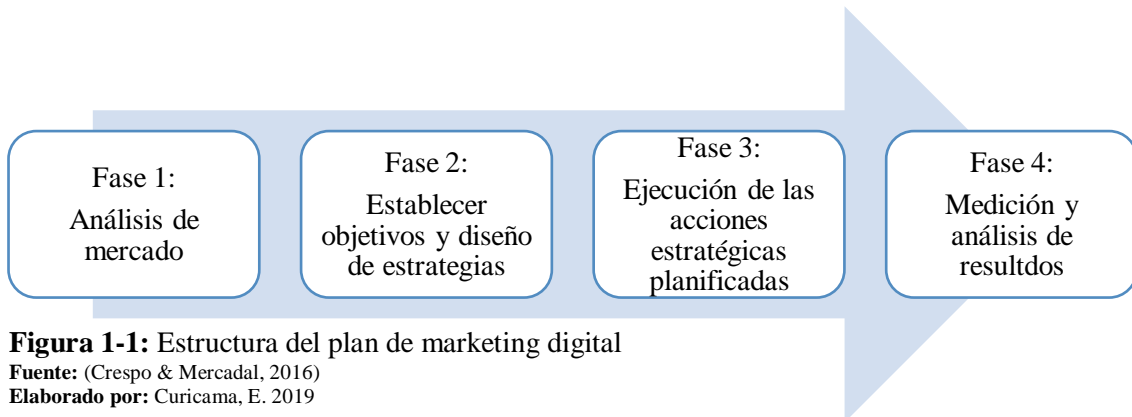 Fase 1:
Análisis de
mercado
Fase 2:
Establecer
objetivos y diseño
de estrategias
Fase 3:
Ejecución de las
acciones
estratégicas
planificadas
Fase 4:
Medición y
análisis de
resultdos
Figura 1-1: Estructura del plan de marketing digital
Fuente: (Crespo & Mercadal, 2016)
Elaborado por: Curicama, E. 2019